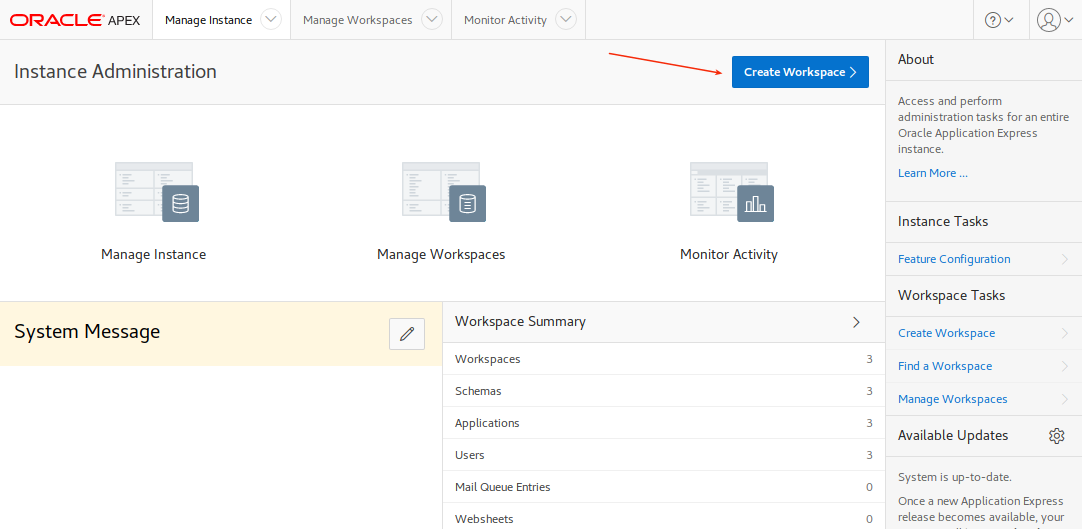 ORACLE APEX
Manage Instance
Manage Workspaces
Monitor Activity
Instance Administration
Create Workspace
Manage Instance
Manage Workspaces
Monitor Activity
System Message
Workspace Summary
Workspaces 3
Schemas 3
Applications 3
Users 3
Mail Queue Entries 0
Websheets 0
About
Access and perform
administration tasks for an entire
Oracle Application Express
instance.
Learn More ...
Instance Tasks
Feature Configuration
Workspace Tasks
Create Workspace
Find a Workspace
Manage Workspaces
Available Updates
System is up-to-date.
Once a new Application Express
release becomes available, your